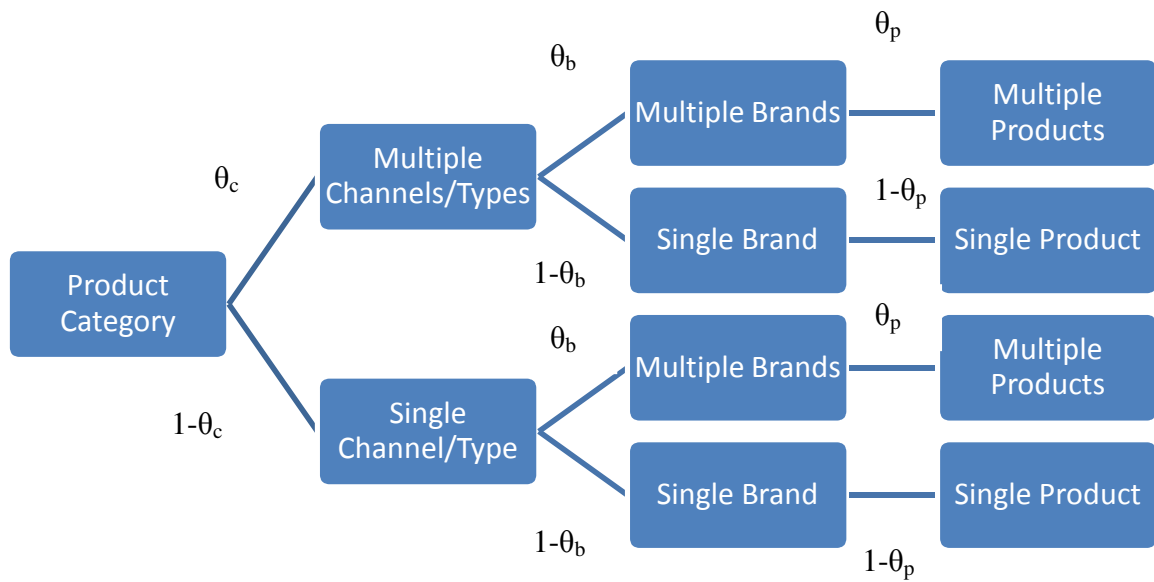 θp
θb
Multiple Brands
Multiple
Products
Multiple
Channels/Types
θc
1-θp
Single Brand
Single Product
1-θb
Product
Category
θp
θb
Multiple Brands
Multiple
Products
1-θc
Single
Channel/Type
Single Brand
Single Product
1-θb
1-θp